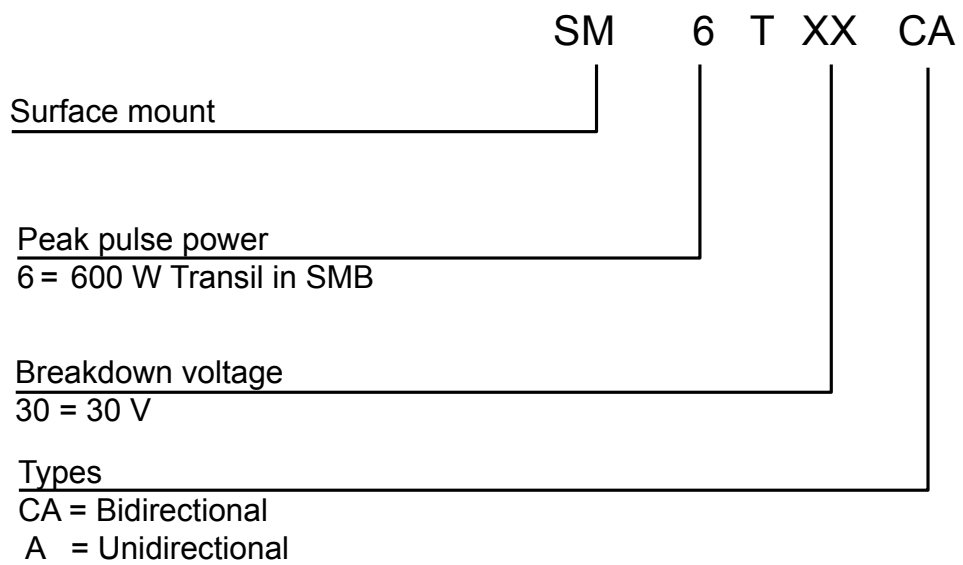 SM 6 T XX CA
Surface mount
Peak pulse power
6 = 600 W Transil in SMB
Breakdown voltage
30 = 30 V
Types
CA = Bidirectional
A = Unidirectional